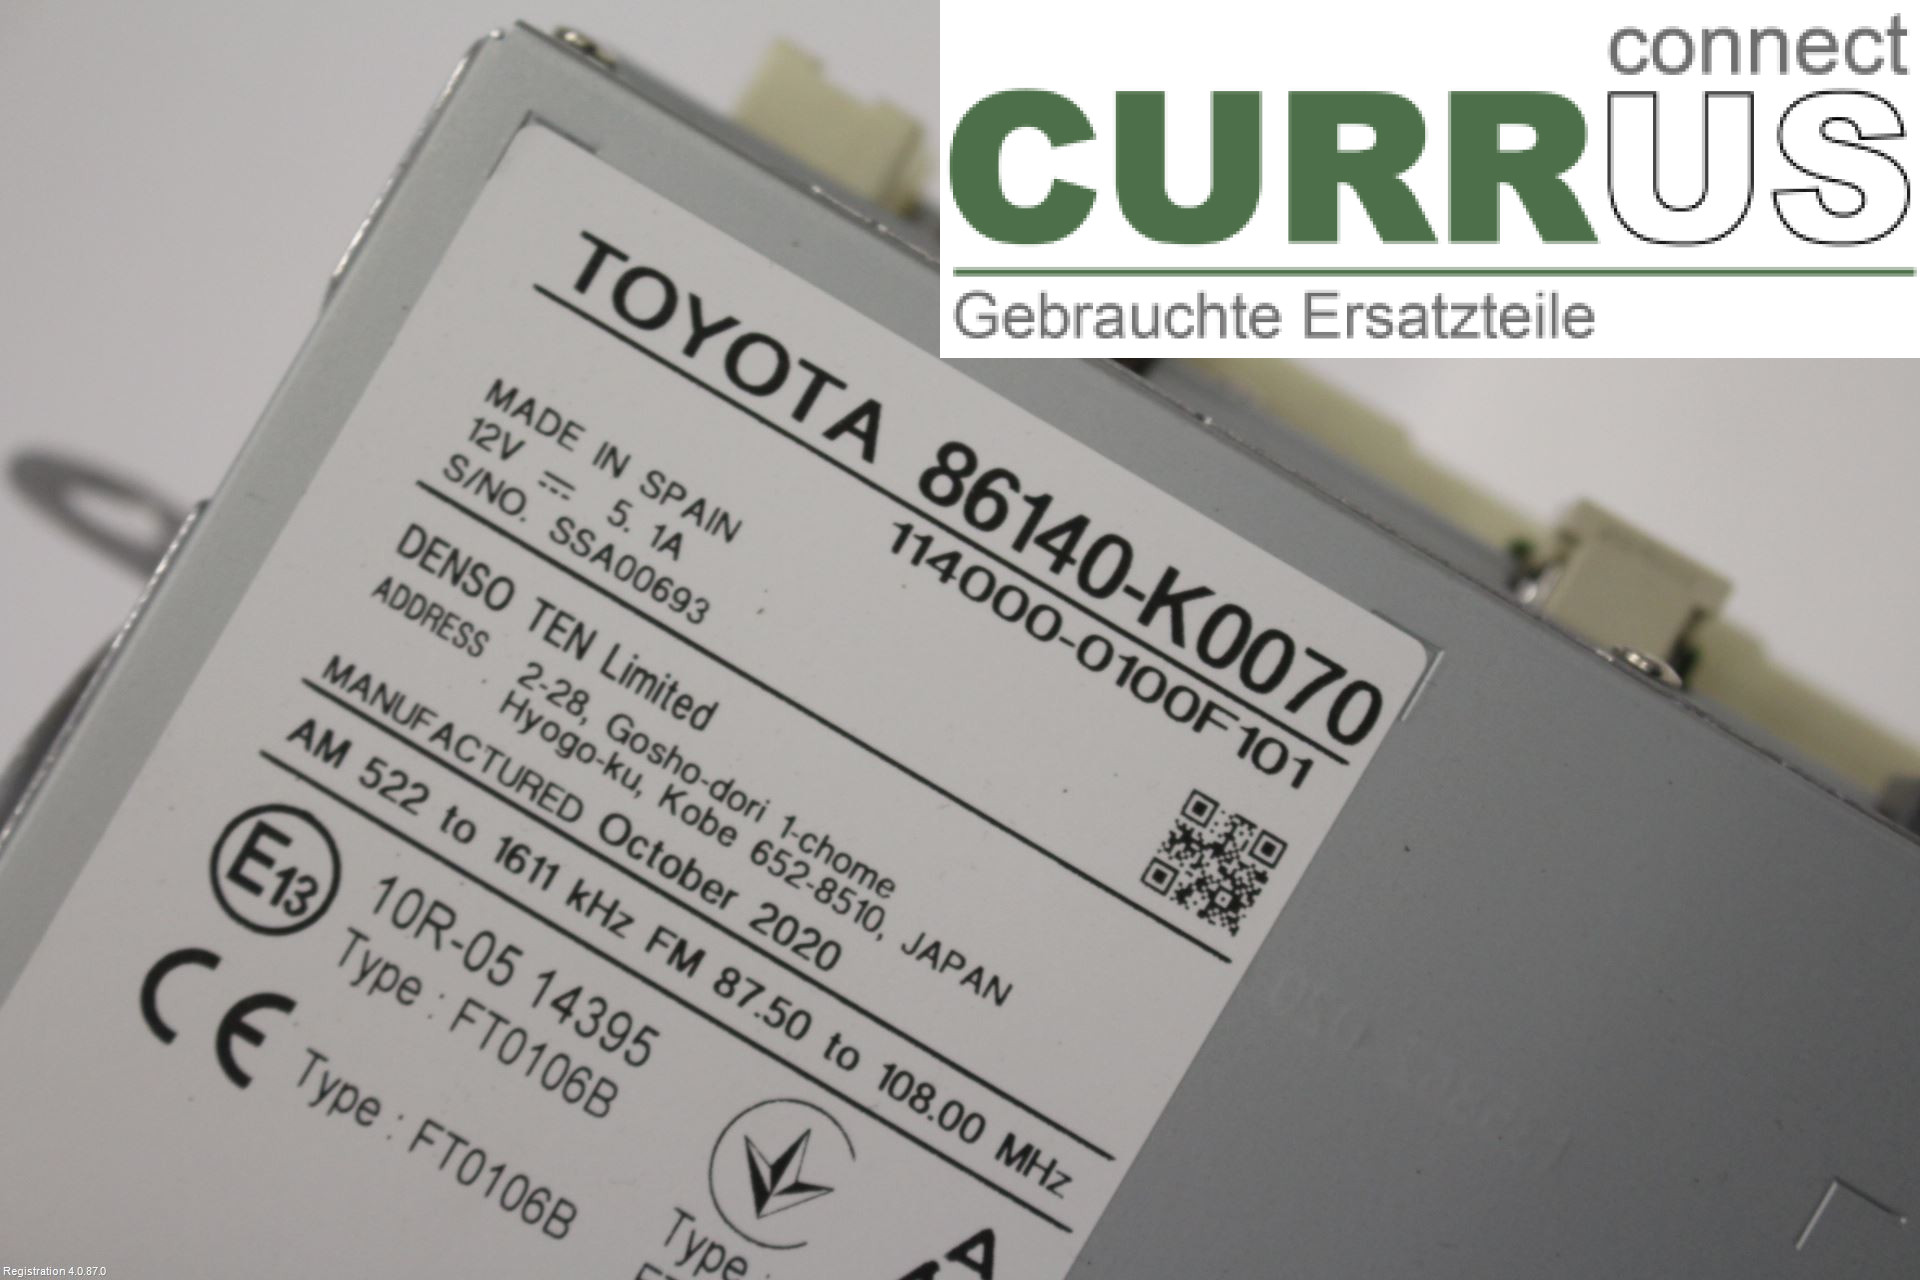 connect
CURRUS
Gebrauchte Ersatzteile
TOYOTA 86140-K0070
114000-0100F101
MADE IN SPAIN
12V 5.1A
S/NO. SSA00693
DENSO TEN Limited
ADDRESS 2-28, Gosho-dori 1-chome
Hyogo-ku, Kobe 652-8510, JAPAN
MANUFACTURED October 2020
AM 522 to 1611 kHz FM 87.50 to 108.00 MHz
E13 10R-05 14395
Type : FT0106B
CE Type : FT0106B
Type :
Registration 4.0.87.0